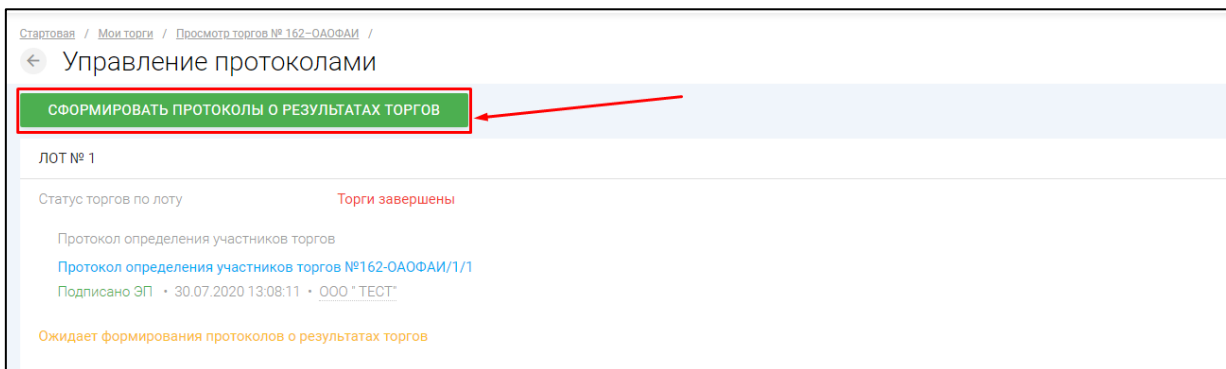 Стартовая / Мои торги / Просмотр торгов № 162-ОАОФАИ /
Управление протоколами
СФОРМИРОВАТЬ ПРОТОКОЛЫ О РЕЗУЛЬТАТАХ ТОРГОВ
ЛОТ № 1
Статус торгов по лоту Торги завершены
Протокол определения участников торгов
Протокол определения участников торгов №162-ОАОФАИ/1/1
Подписано ЭП • 30.07.2020 13:08:11 • ООО " ТЕСТ"
Ожидает формирования протоколов о результатах торгов